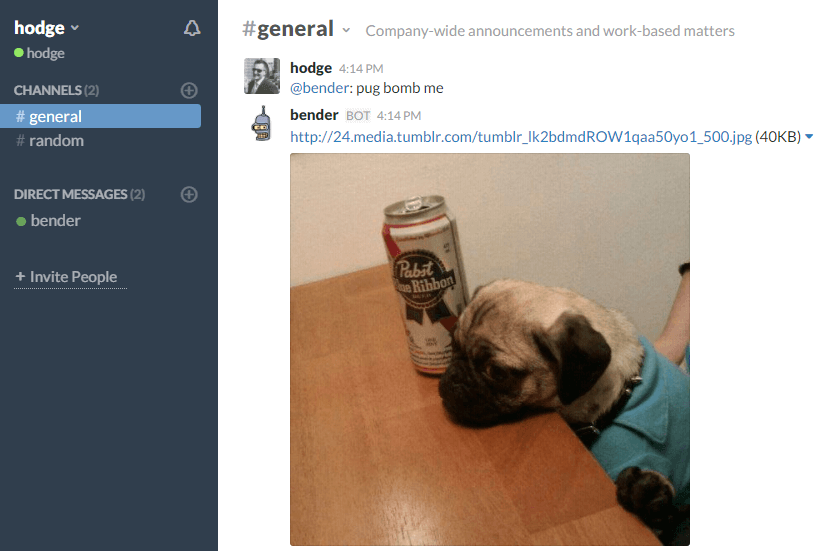 hodge
hodge
CHANNELS (2)
# general
# random
DIRECT MESSAGES (2)
bender
+ Invite People
#general
Company-wide announcements and work-based matters
hodge 4:14 PM
@bender: pug bomb me
bender BOT 4:14 PM
http://24.media.tumblr.com/tumblr_lk2bdmdROW1qaa50yo1_500.jpg (40KB)
Pabst
Blue Ribbon